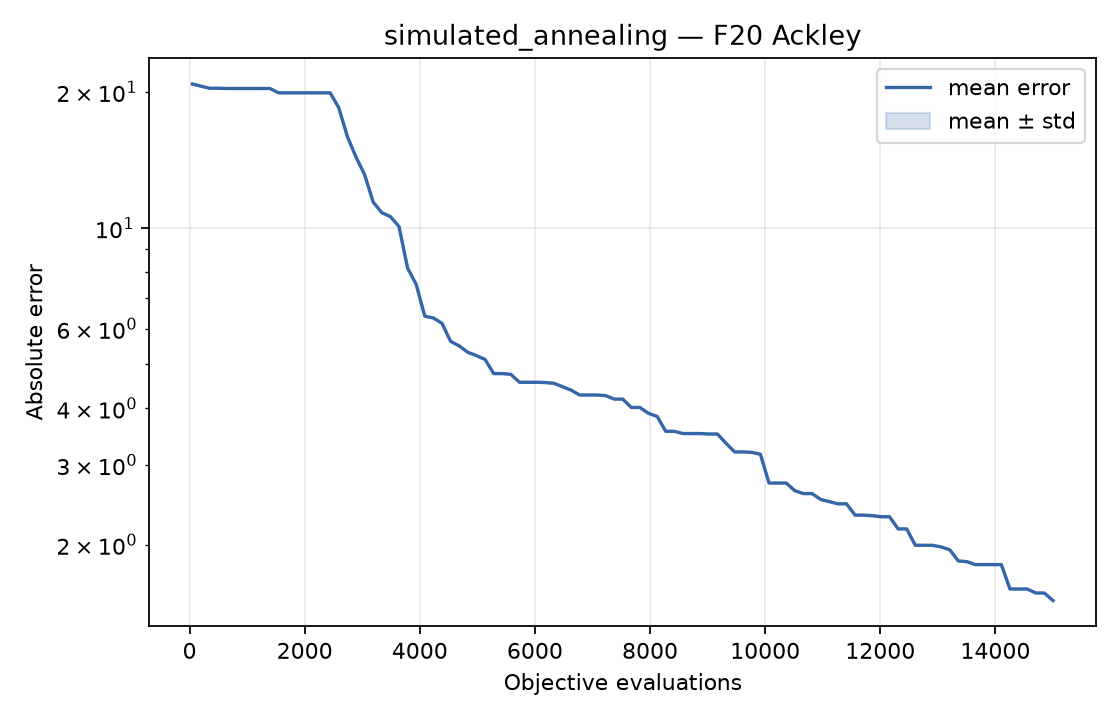 simulated_annealing — F20 Ackley
mean error
mean ± std
Absolute error
2 × 10¹
10¹
6 × 10⁰
4 × 10⁰
3 × 10⁰
2 × 10⁰
0 2000 4000 6000 8000 10000 12000 14000
Objective evaluations